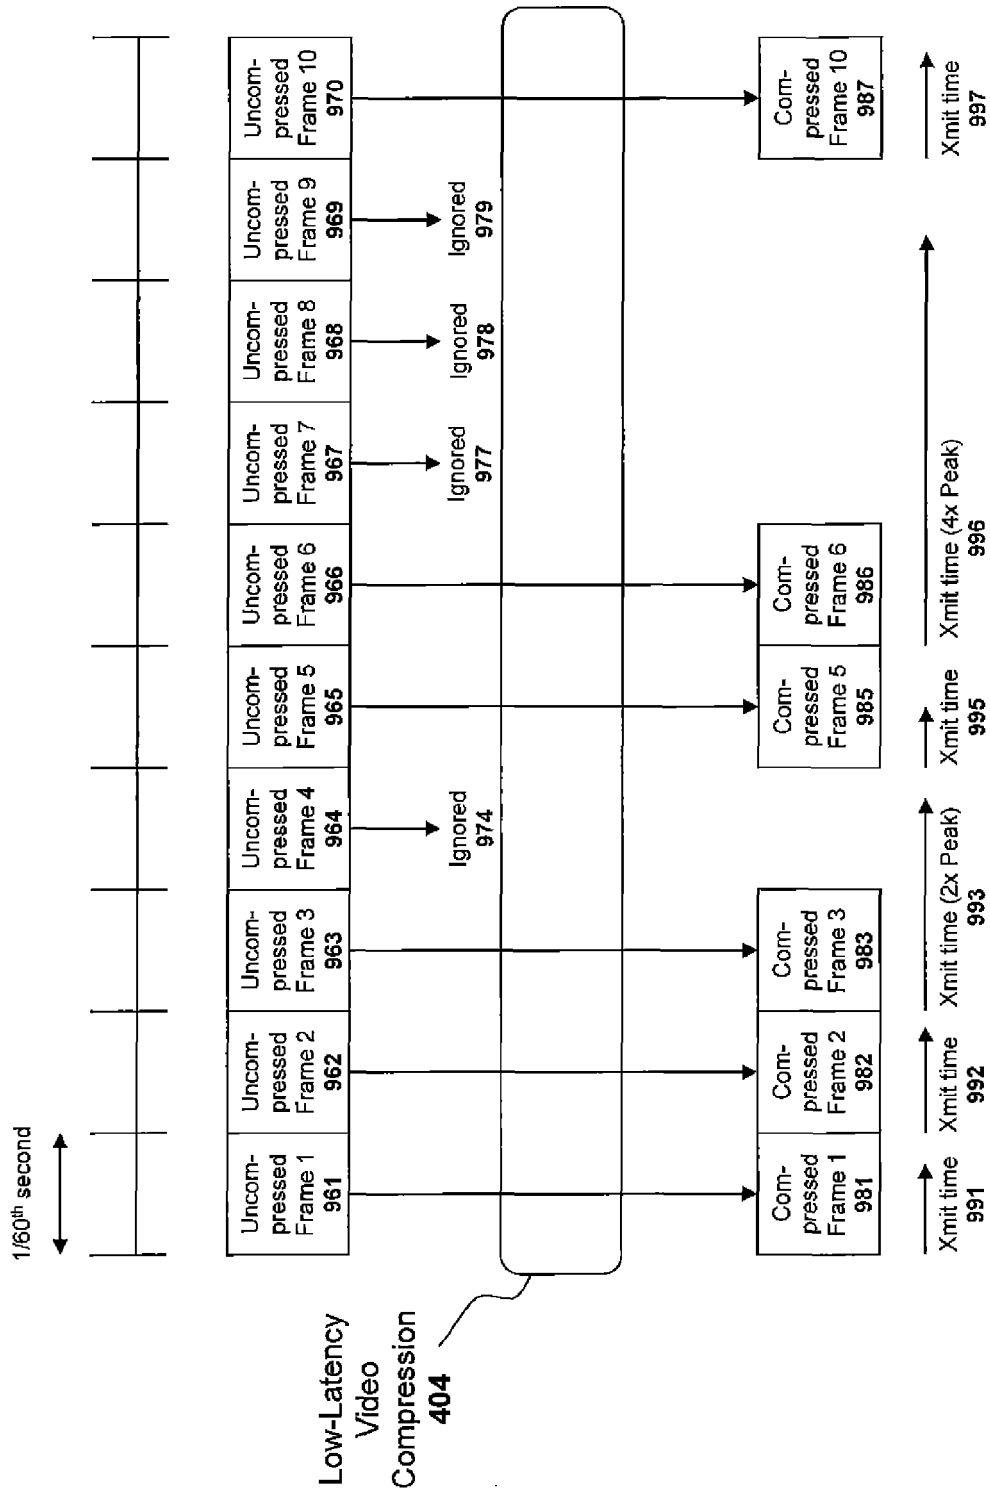 1/60th second
Uncom-
pressed
Frame 1
961
Uncom-
pressed
Frame 2
962
Uncom-
pressed
Frame 3
963
Uncom-
pressed
Frame 4
964
Uncom-
pressed
Frame 5
965
Uncom-
pressed
Frame 6
966
Uncom-
pressed
Frame 7
967
Uncom-
pressed
Frame 8
968
Uncom-
pressed
Frame 9
969
Uncom-
pressed
Frame 10
970
Ignored
974
Ignored
977
Ignored
978
Ignored
979
Low-Latency
Video
Compression
404
Com-
pressed
Frame 1
981
Com-
pressed
Frame 2
982
Com-
pressed
Frame 3
983
Com-
pressed
Frame 5
985
Com-
pressed
Frame 6
986
Com-
pressed
Frame 10
987
Xmit time
991
Xmit time
992
Xmit time (2x Peak)
993
Xmit time
995
Xmit time (4x Peak)
996
Xmit time
997